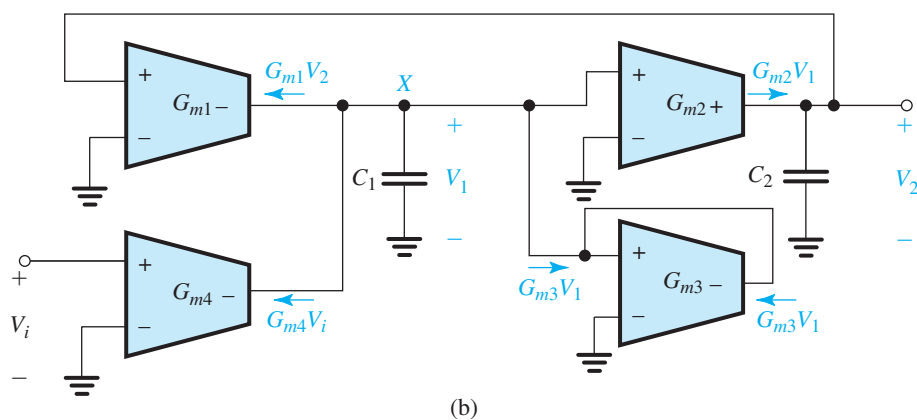 +
G_{m1} −
−
G_{m1}V_2
X
+
V_1
−
C_1
+
G_{m2} +
−
G_{m2}V_1
C_2
+
V_2
−
+
V_i
−
+
G_{m4} −
−
G_{m4}V_i
G_{m3}V_1
+
G_{m3} −
−
G_{m3}V_1
(b)